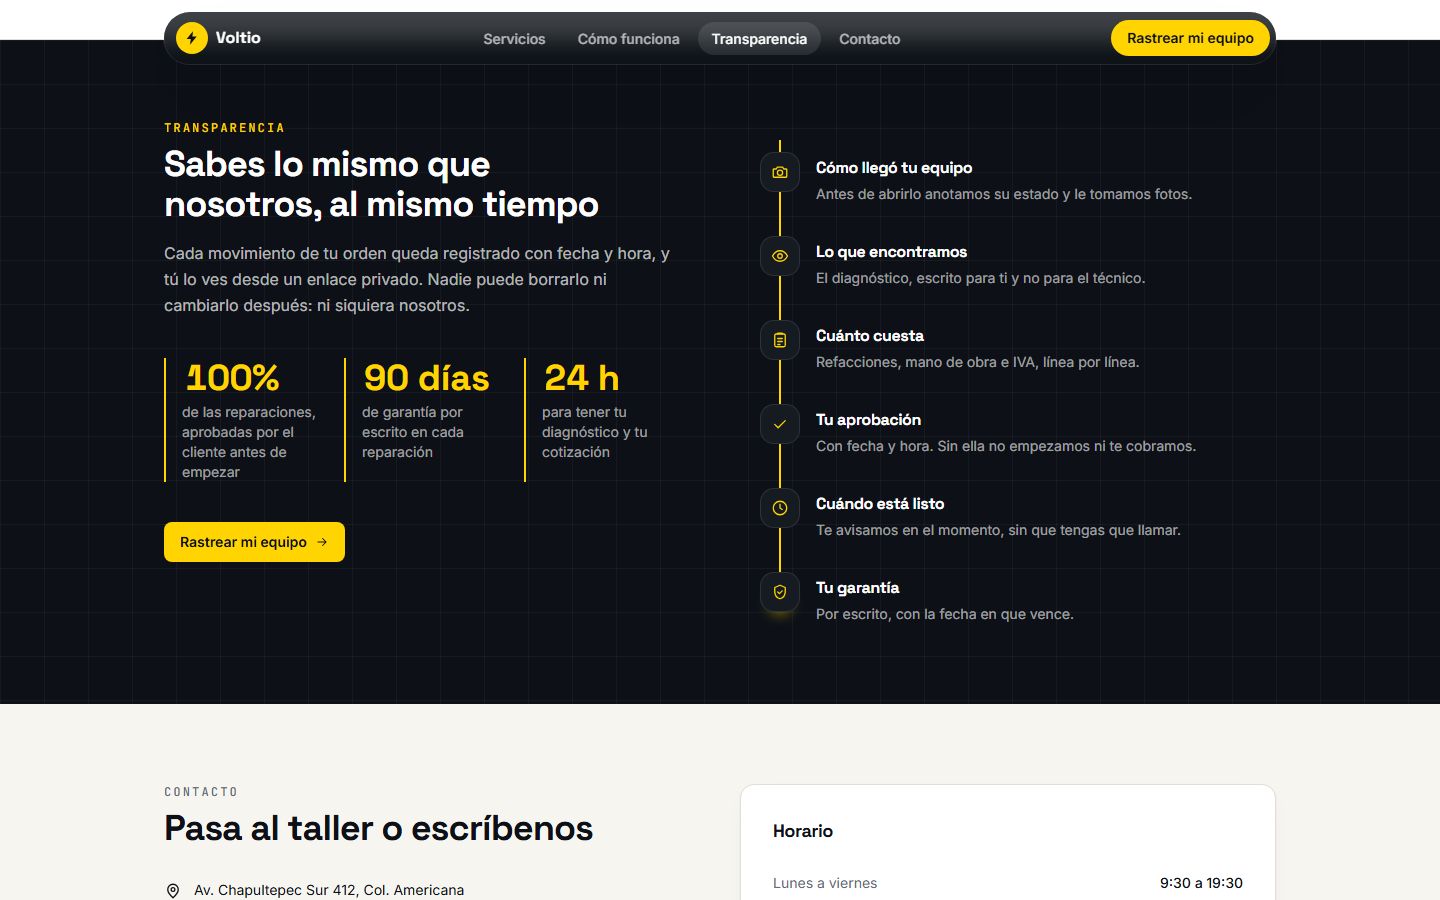 Voltio
Servicios
Cómo funciona
Transparencia
Contacto
Rastrear mi equipo
TRANSPARENCIA
Sabes lo mismo que
nosotros, al mismo tiempo
Cada movimiento de tu orden queda registrado con fecha y hora, y
tú lo ves desde un enlace privado. Nadie puede borrarlo ni
cambiarlo después: ni siquiera nosotros.
100%
de las reparaciones,
aprobadas por el
cliente antes de
empezar
90 días
de garantía por
escrito en cada
reparación
24 h
para tener tu
diagnóstico y tu
cotización
Rastrear mi equipo
Cómo llegó tu equipo
Antes de abrirlo anotamos su estado y le tomamos fotos.
Lo que encontramos
El diagnóstico, escrito para ti y no para el técnico.
Cuánto cuesta
Refacciones, mano de obra e IVA, línea por línea.
Tu aprobación
Con fecha y hora. Sin ella no empezamos ni te cobramos.
Cuándo está listo
Te avisamos en el momento, sin que tengas que llamar.
Tu garantía
Por escrito, con la fecha en que vence.
CONTACTO
Pasa al taller o escríbenos
Av. Chapultepec Sur 412, Col. Americana
Horario
Lunes a viernes
9:30 a 19:30